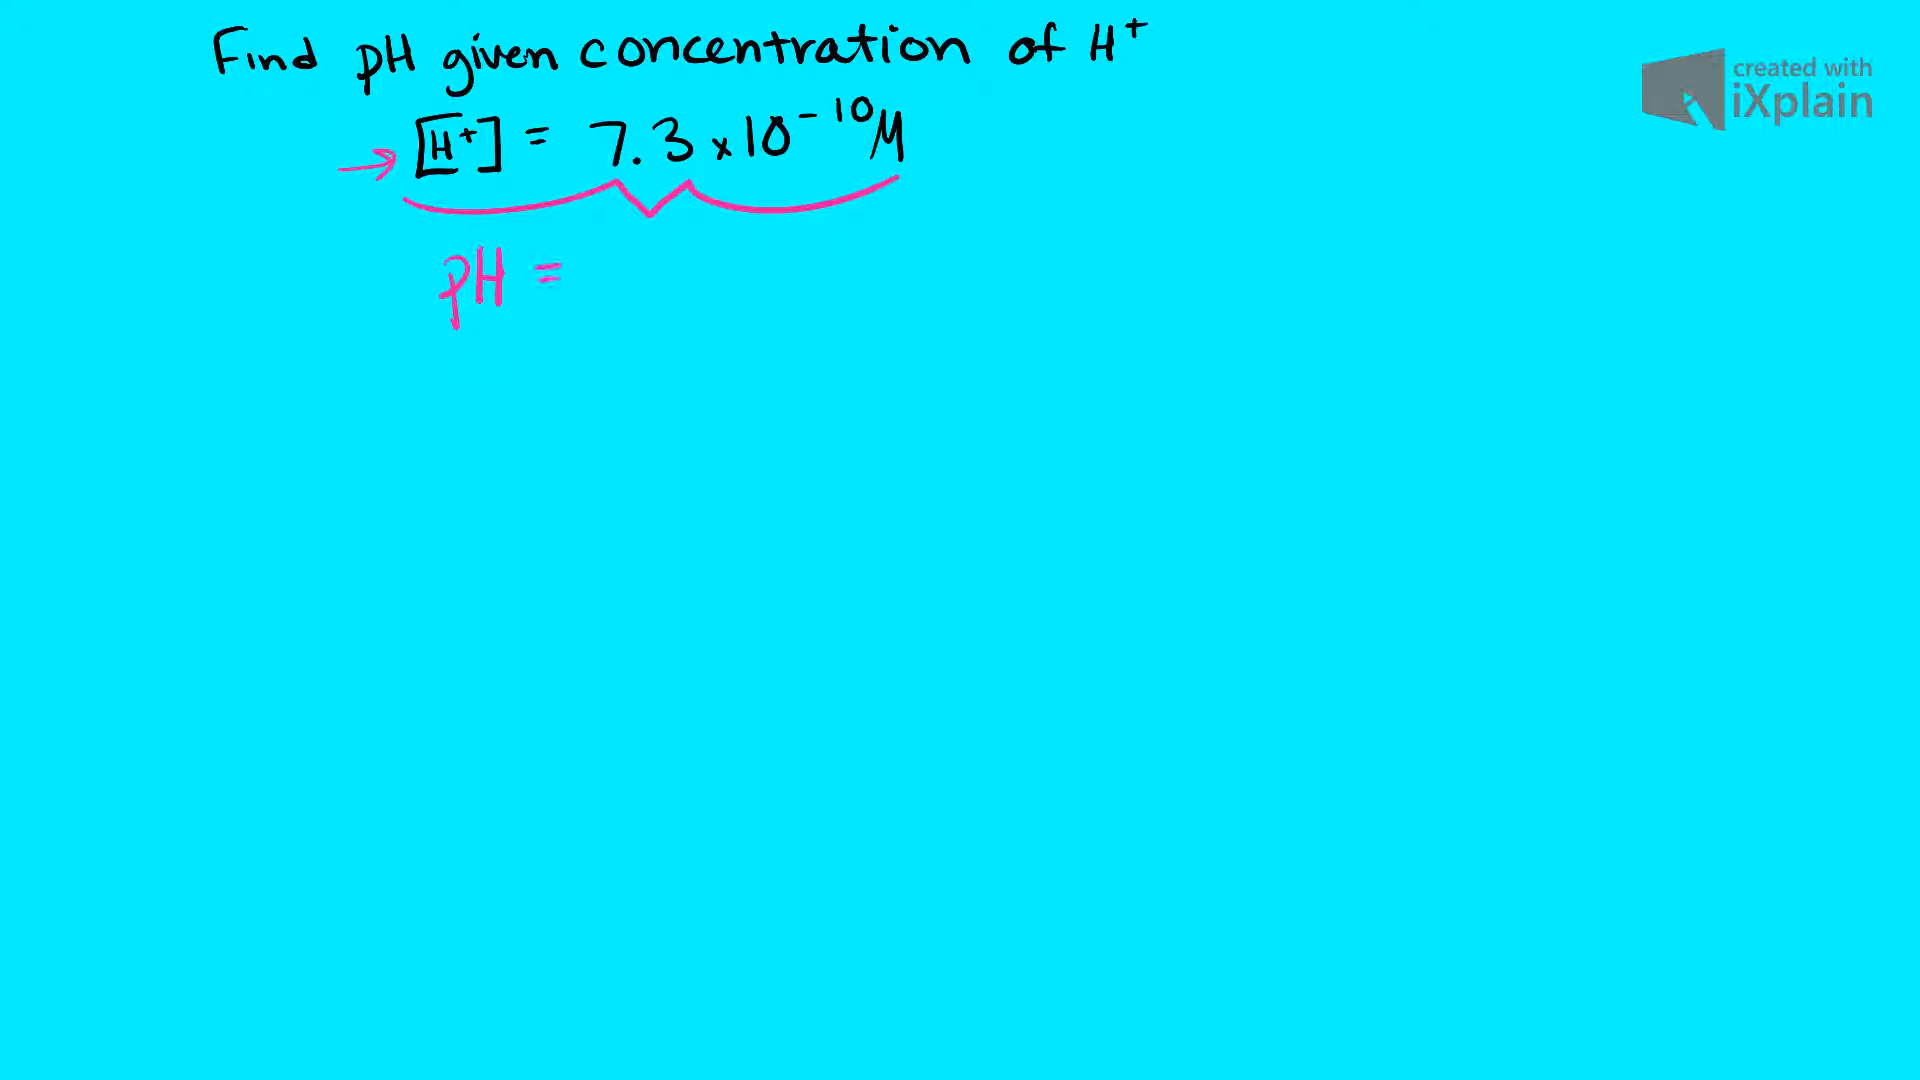 Find pH given concentration of H⁺
created with
iXplain
[H⁺] = 7.3 x 10⁻¹⁰ M
pH =